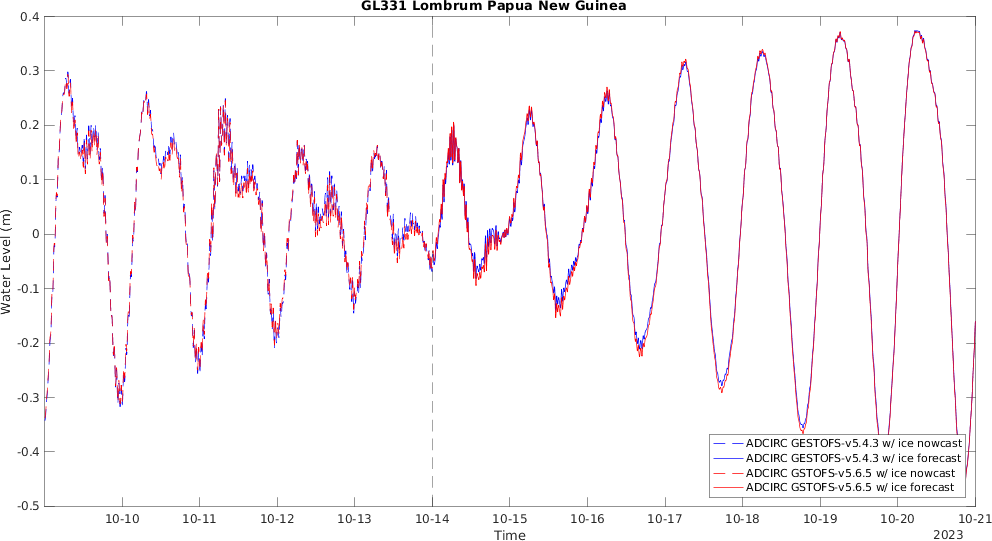 GL331 Lombrum Papua New Guinea
0.4
0.3
0.2
0.1
0
-0.1
-0.2
-0.3
-0.4
-0.5
Water Level (m)
10-10 10-11 10-12 10-13 10-14 10-15 10-16 10-17 10-18 10-19 10-20 10-21
Time
2023
ADCIRC GESTOFS-v5.4.3 w/ ice nowcast
ADCIRC GESTOFS-v5.4.3 w/ ice forecast
ADCIRC GSTOFS-v5.6.5 w/ ice nowcast
ADCIRC GSTOFS-v5.6.5 w/ ice forecast